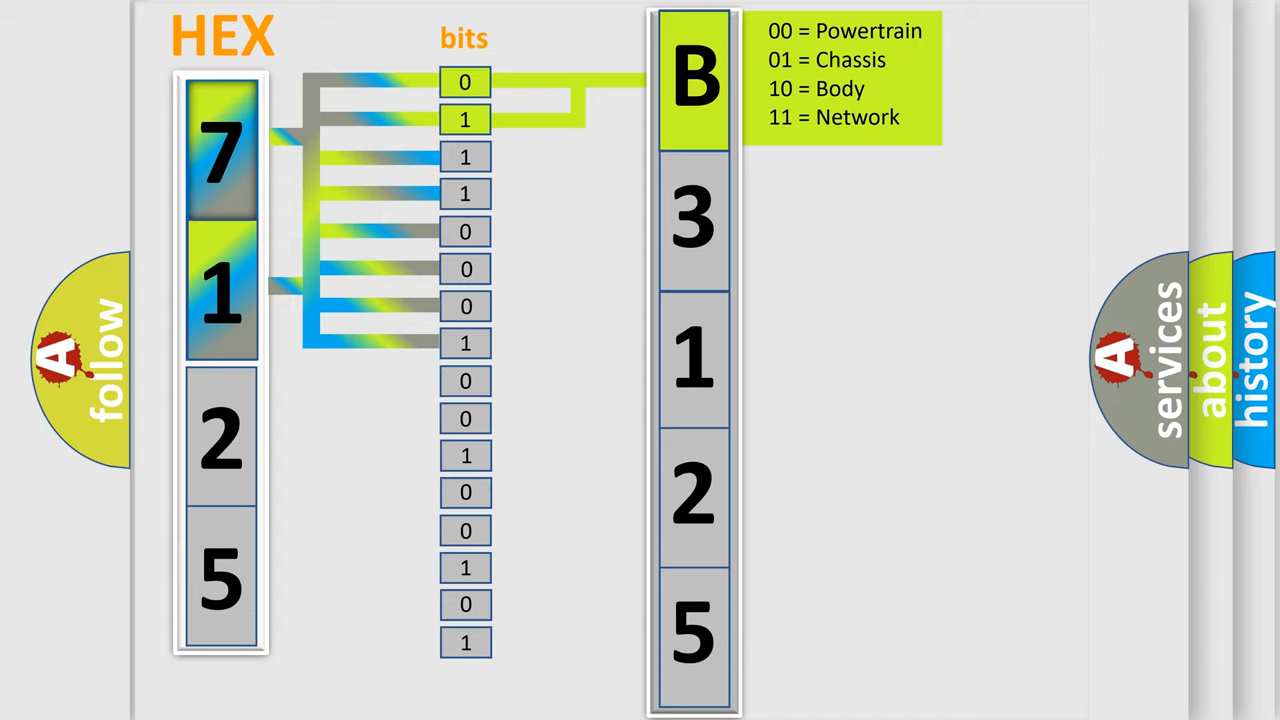 HEX
bits
7
1
2
5
0
1
1
1
0
0
0
1
0
0
1
0
0
1
0
1
B
3
1
2
5
00 = Powertrain
01 = Chassis
10 = Body
11 = Network
A
follow
A
services
about
history